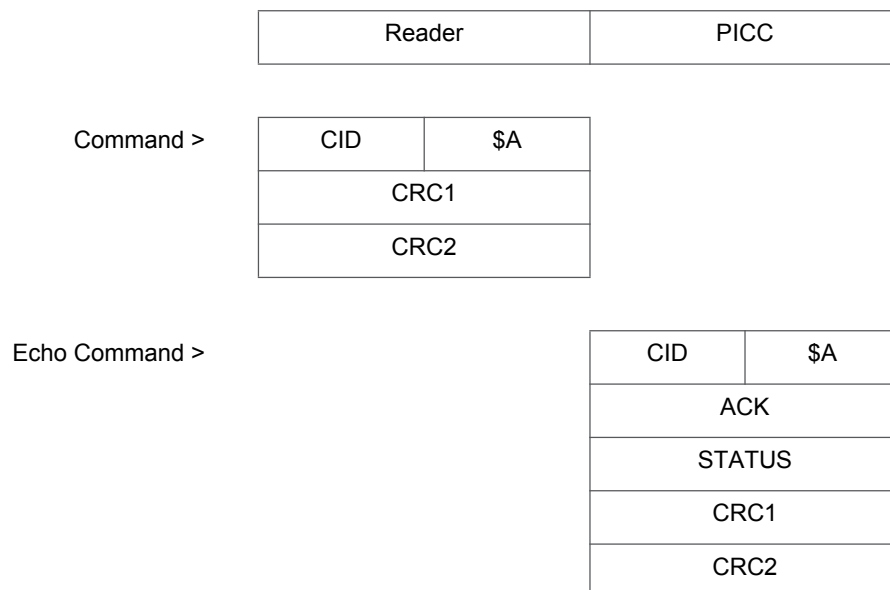 Reader PICC
Command > CID $A
CRC1
CRC2
Echo Command > CID $A
ACK
STATUS
CRC1
CRC2